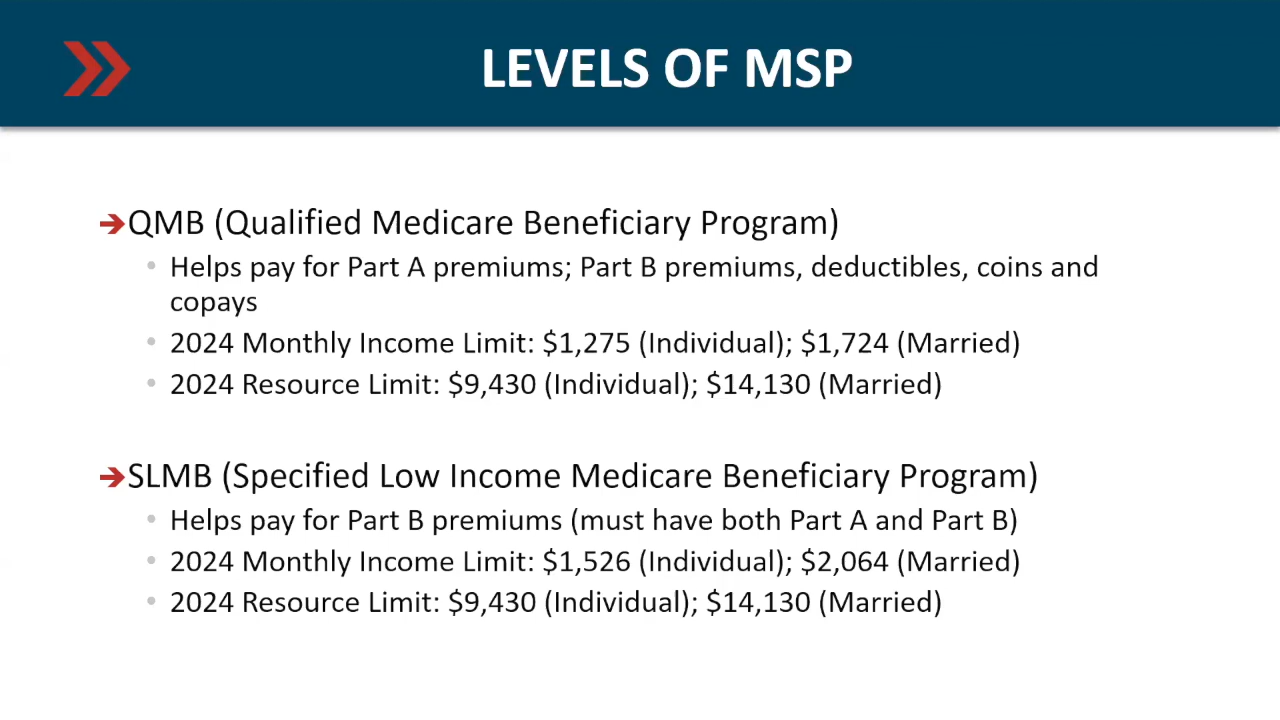 LEVELS OF MSP
➔QMB (Qualified Medicare Beneficiary Program)
• Helps pay for Part A premiums; Part B premiums, deductibles, coins and
copays
• 2024 Monthly Income Limit: $1,275 (Individual); $1,724 (Married)
• 2024 Resource Limit: $9,430 (Individual); $14,130 (Married)
➔SLMB (Specified Low Income Medicare Beneficiary Program)
• Helps pay for Part B premiums (must have both Part A and Part B)
• 2024 Monthly Income Limit: $1,526 (Individual); $2,064 (Married)
• 2024 Resource Limit: $9,430 (Individual); $14,130 (Married)